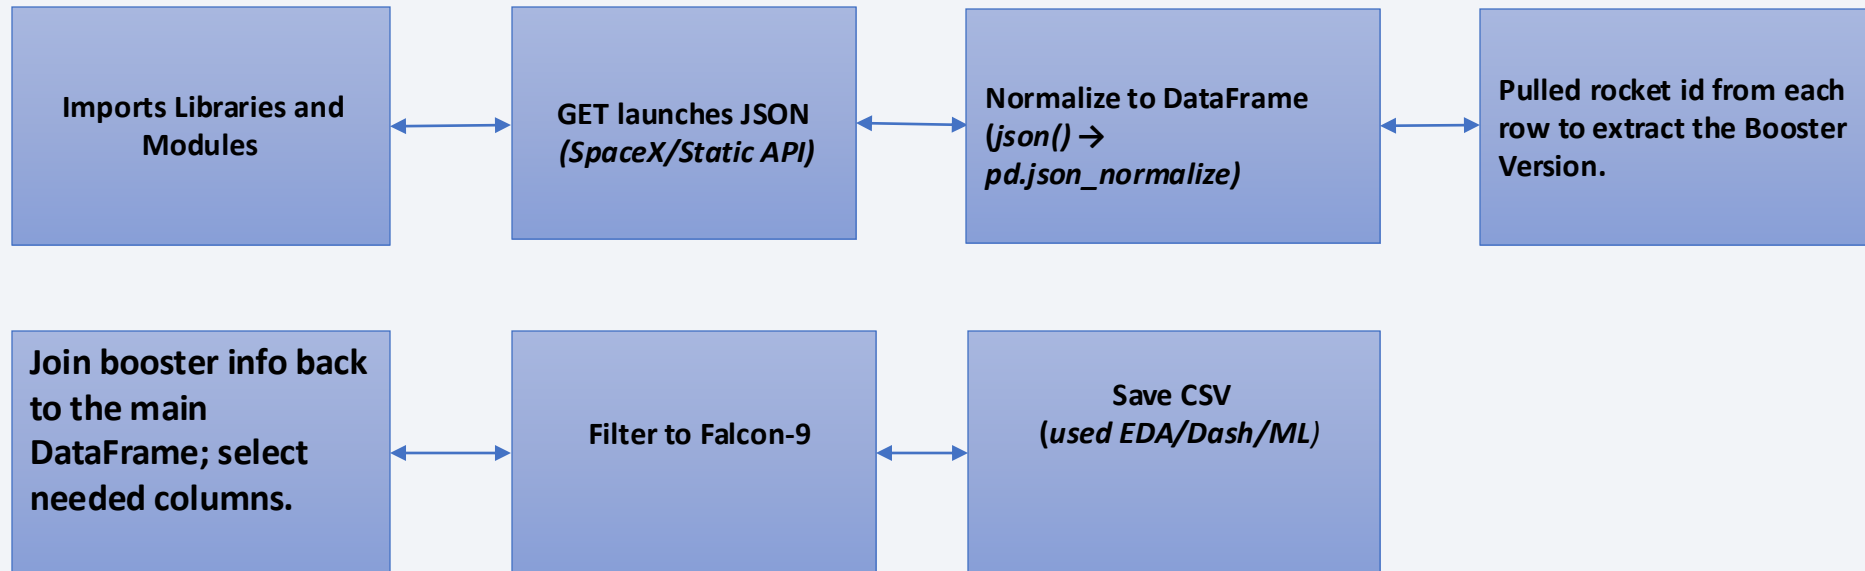 Imports Libraries and
Modules
GET launches JSON
(SpaceX/Static API)
Normalize to DataFrame
(json() →
pd.json_normalize)
Pulled rocket id from each
row to extract the Booster
Version.
Join booster info back
to the main
DataFrame; select
needed columns.
Filter to Falcon-9
Save CSV
(used EDA/Dash/ML)